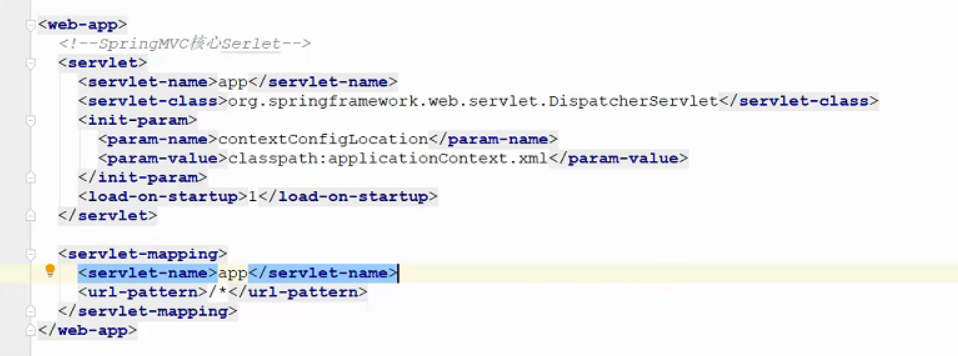 <web-app>
<!--SpringMVC核心Serlet-->
<servlet>
<servlet-name>app</servlet-name>
<servlet-class>org.springframework.web.servlet.DispatcherServlet</servlet-class>
<init-param>
<param-name>contextConfigLocation</param-name>
<param-value>classpath:applicationContext.xml</param-value>
</init-param>
<load-on-startup>1</load-on-startup>
</servlet>
<servlet-mapping>
<servlet-name>app</servlet-name>
<url-pattern>/*</url-pattern>
</servlet-mapping>
</web-app>